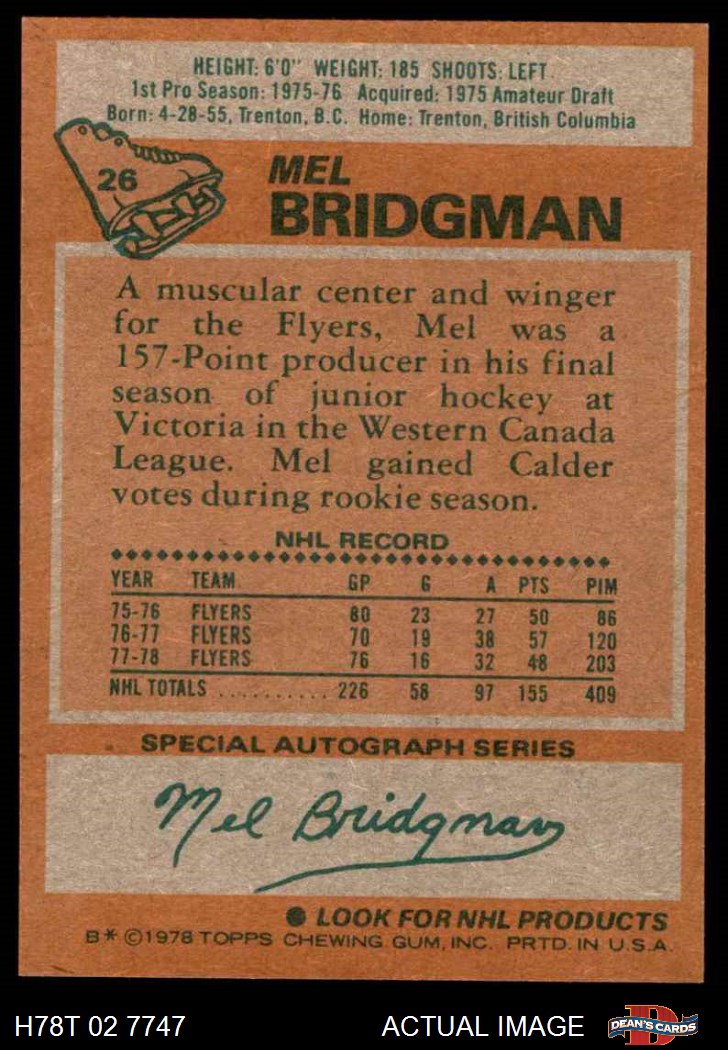 HEIGHT: 6'0" WEIGHT: 185 SHOOTS: LEFT
1st Pro Season: 1975-76 Acquired: 1975 Amateur Draft
Born: 4-28-55, Trenton, B.C. Home: Trenton, British Columbia
26
MEL
BRIDGMAN
A muscular center and winger
for the Flyers, Mel was a
157-Point producer in his final
season of junior hockey at
Victoria in the Western Canada
League. Mel gained Calder
votes during rookie season.
NHL RECORD
YEAR TEAM GP G A PTS PIM
75-76 FLYERS 80 23 27 50 86
76-77 FLYERS 70 19 38 57 120
77-78 FLYERS 76 16 32 48 203
NHL TOTALS .......... 226 58 97 155 409
SPECIAL AUTOGRAPH SERIES
Mel Bridgman
● LOOK FOR NHL PRODUCTS
B* ©1978 TOPPS CHEWING GUM, INC. PRTD. IN U.S.A.
H78T 02 7747 ACTUAL IMAGE
D
DEAN'S CARDS